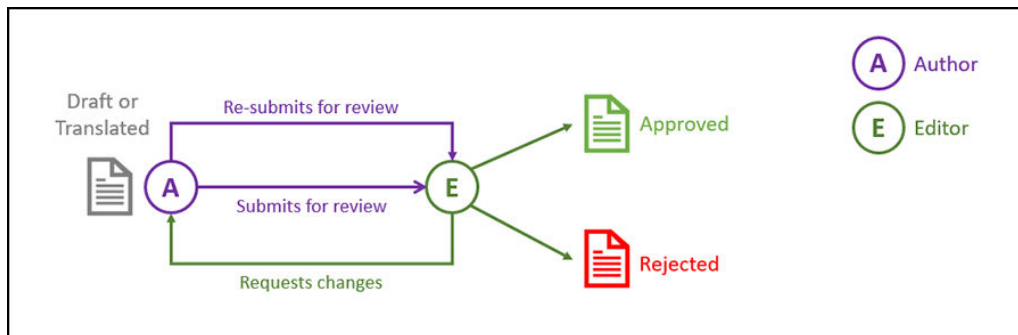 Draft or
Translated
A
Re-submits for review
Submits for review
Requests changes
E
Approved
Rejected
A Author
E Editor